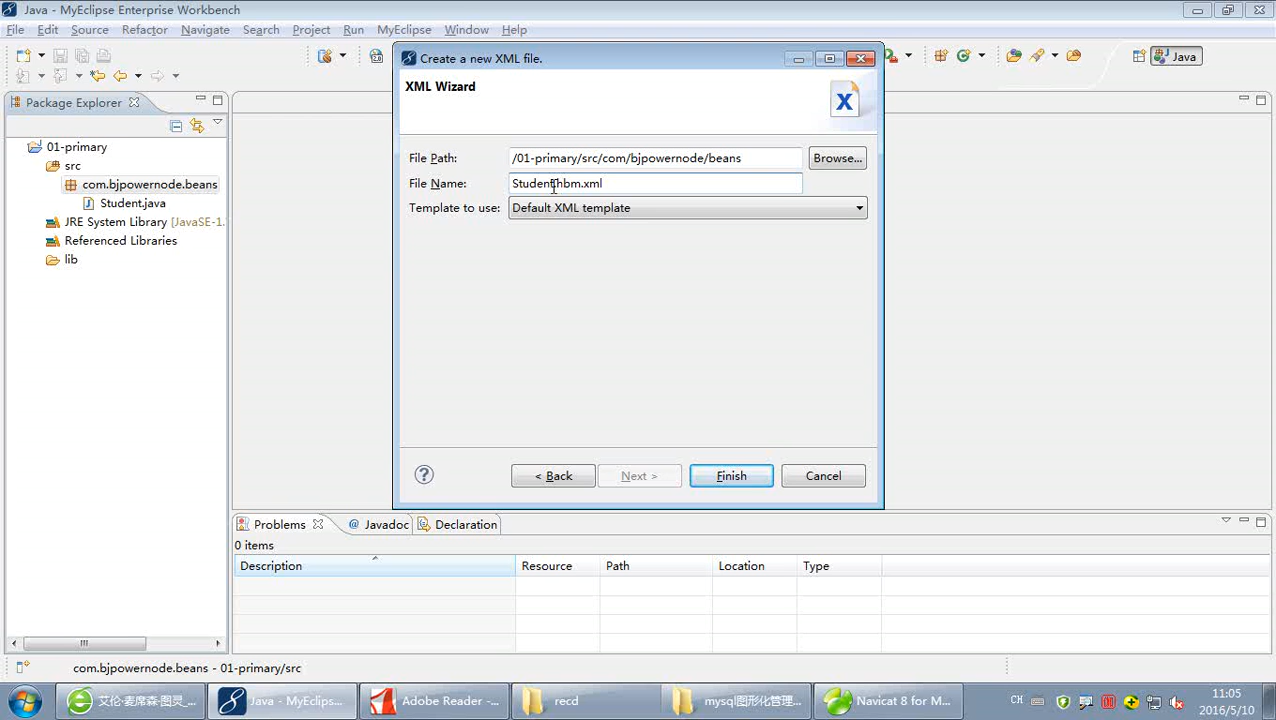 Java - MyEclipse Enterprise Workbench
File Edit Source Refactor Navigate Search Project Run MyEclipse Window Help
Java
Package Explorer
01-primary
src
com.bjpowernode.beans
Student.java
JRE System Library [JavaSE-1.
Referenced Libraries
lib
Create a new XML file.
XML Wizard
File Path: /01-primary/src/com/bjpowernode/beans Browse...
File Name: Student.hbm.xml
Template to use: Default XML template
< Back Next > Finish Cancel
Problems @ Javadoc Declaration
0 items
Description Resource Path Location Type
com.bjpowernode.beans - 01-primary/src
艾伦·麦席森·图灵_ Java - MyEclips... Adobe Reader -... recd mysql图形化管理... Navicat 8 for M...
CH
11:05
2016/5/10